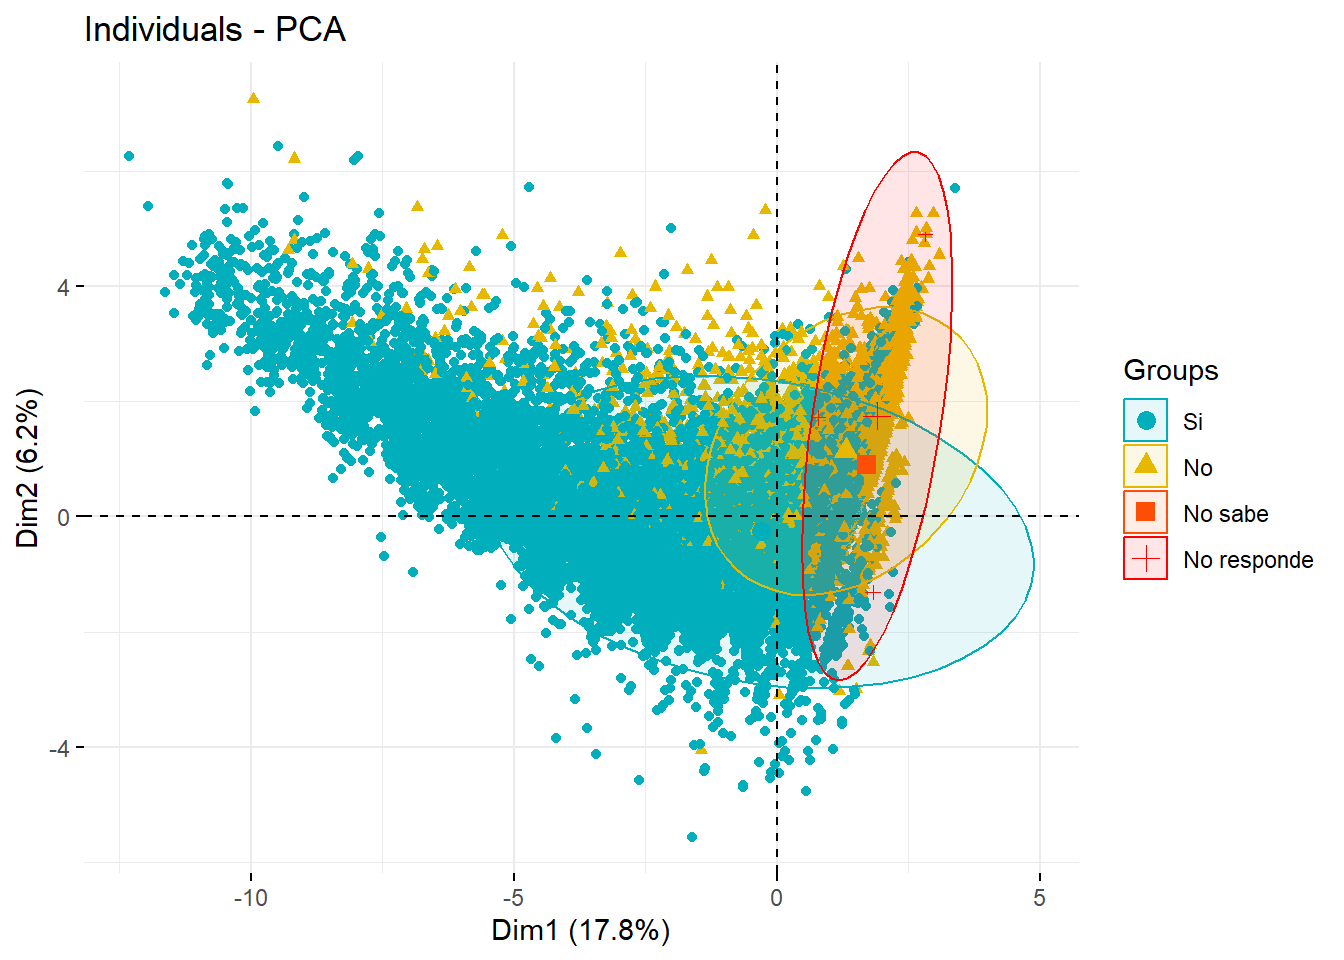 Individuals - PCA
Dim2 (6.2%)
4
0
-4
-10
-5
0
5
Dim1 (17.8%)
Groups
Si
No
No sabe
No responde